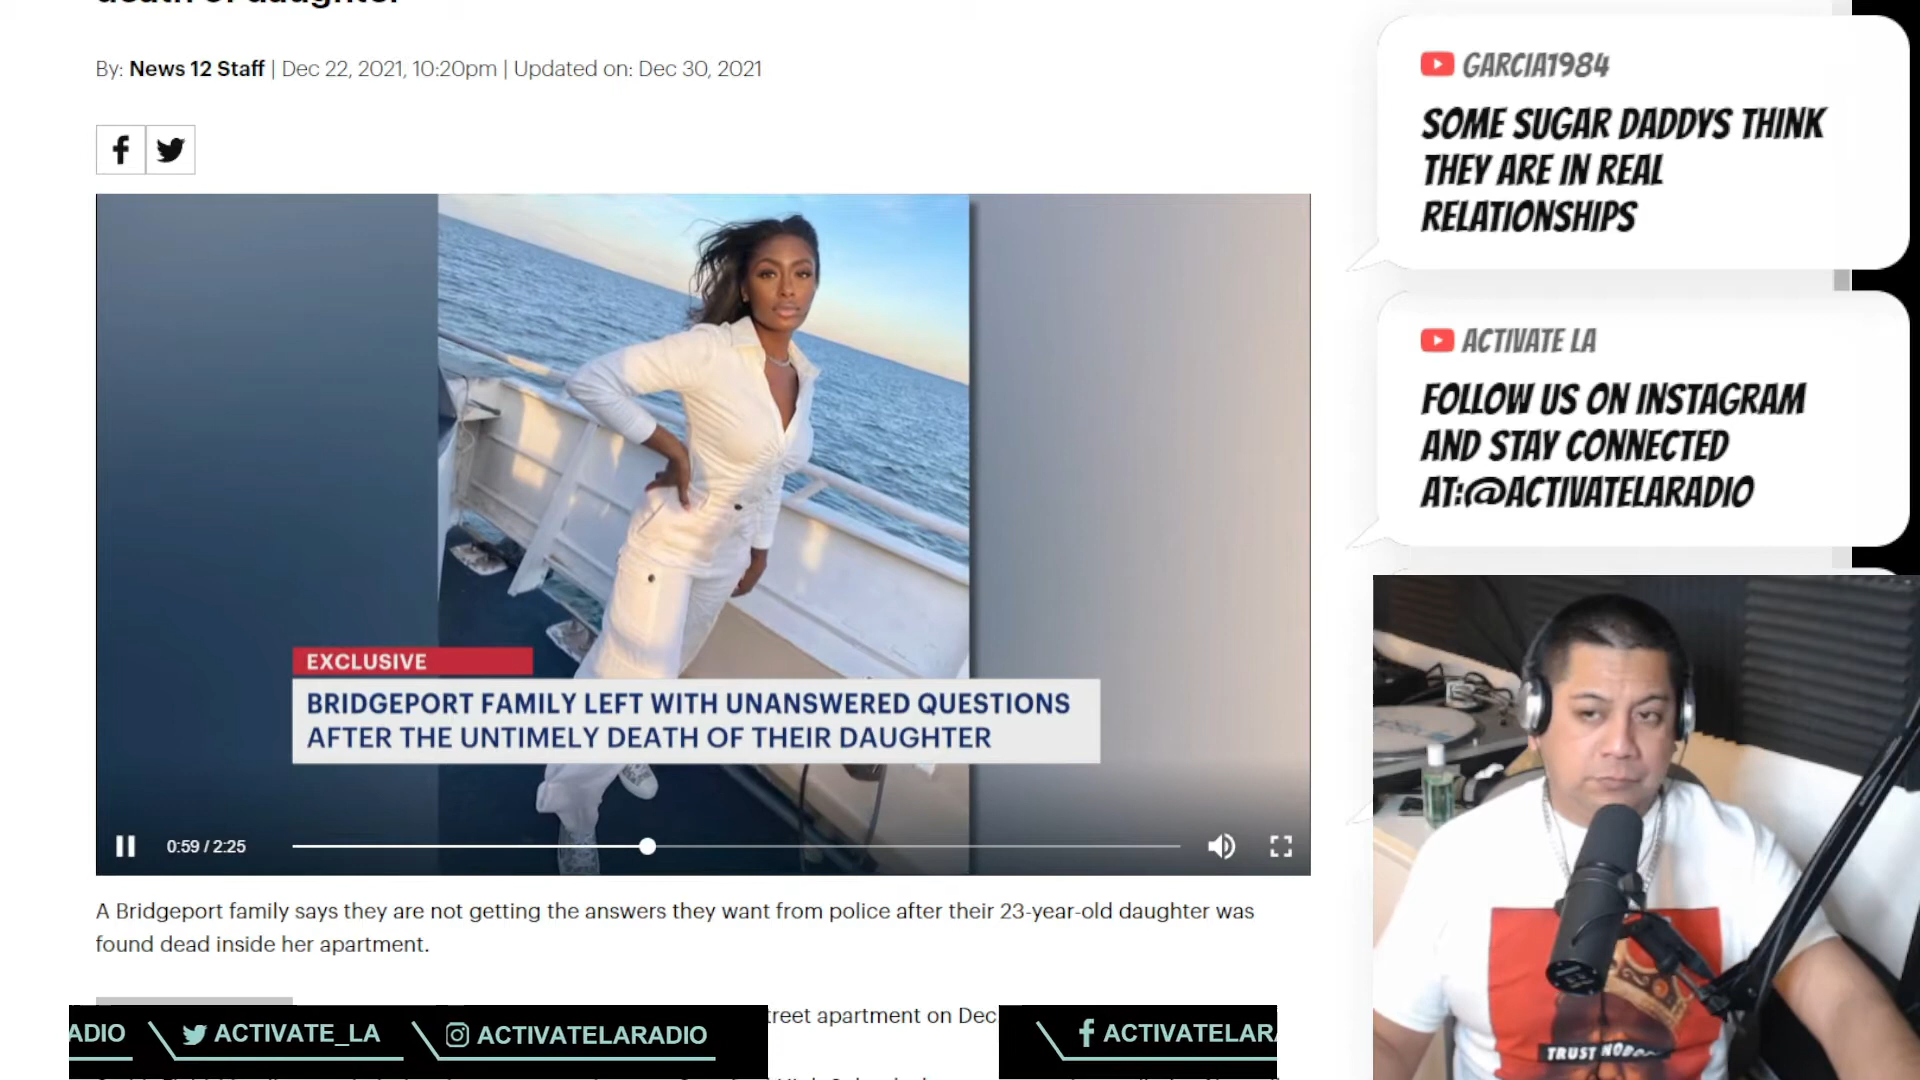 death of daughter
By: News 12 Staff | Dec 22, 2021, 10:20pm | Updated on: Dec 30, 2021
EXCLUSIVE
BRIDGEPORT FAMILY LEFT WITH UNANSWERED QUESTIONS
AFTER THE UNTIMELY DEATH OF THEIR DAUGHTER
0:59 / 2:25
A Bridgeport family says they are not getting the answers they want from police after their 23-year-old daughter was
found dead inside her apartment.
treet apartment on Dec
ADIO
ACTIVATE_LA
ACTIVATELARADIO
ACTIVATELAR
GARCIA1984
SOME SUGAR DADDYS THINK
THEY ARE IN REAL
RELATIONSHIPS
ACTIVATE LA
FOLLOW US ON INSTAGRAM
AND STAY CONNECTED
AT:@ACTIVATELARADIO
TRUST NOBODY